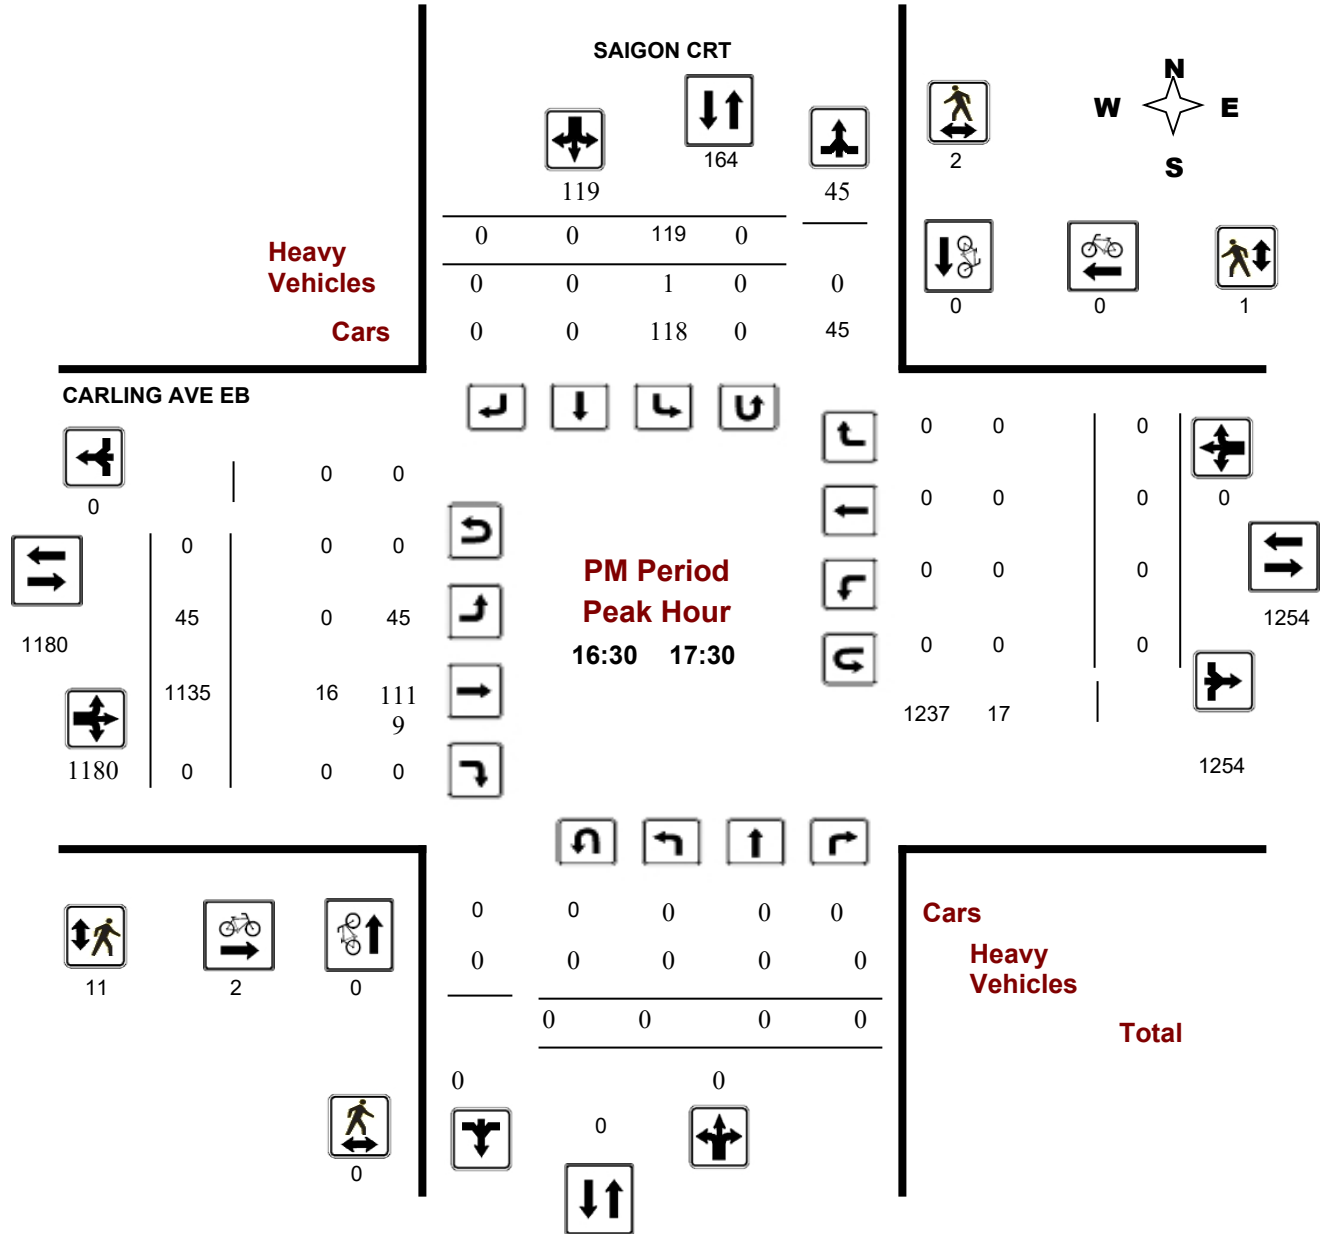 SAIGON CRT
N
W E
S
164
2
119
45
0 0 119 0
Heavy
Vehicles
0 0 1 0 0
0 0 1
Cars
0 0 118 0 45
CARLING AVE EB
0 0 0
0 0
0
0 0 0
0
0 0 0
PM Period
Peak Hour
16:30 17:30
0 0 0
45 0 45
1254
1180
0 0 0
1135 16 111
9
1237 17
1180
0 0 0
1254
0 0 0 0 0
Cars
0 0 0 0 0
Heavy
Vehicles
11 2 0
0 0 0 0
Total
0 0
0
0